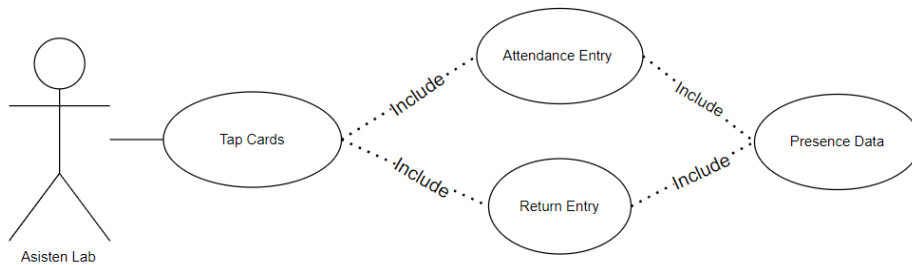 Attendance Entry
Include
Include
Tap Cards
Presence Data
Include
Include
Return Entry
Asisten Lab